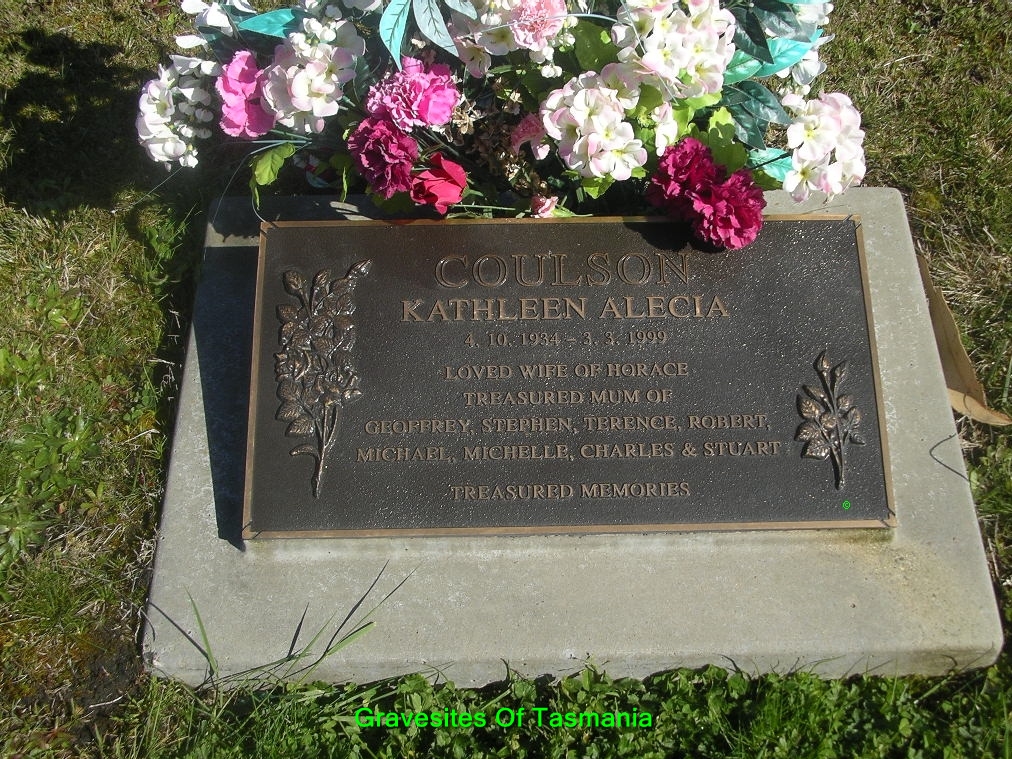 COULSON
KATHLEEN ALECIA
4. 10. 1934 – 3. 3. 1999
LOVED WIFE OF HORACE
TREASURED MUM OF
GEOFFREY, STEPHEN, TERENCE, ROBERT,
MICHAEL, MICHELLE, CHARLES & STUART
TREASURED MEMORIES
©
Gravesites Of Tasmania